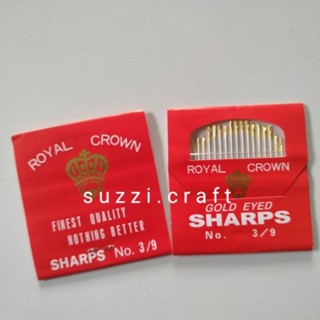 ROYAL CROWN
FINEST QUALITY
NOTHING BETTER
SHARPS No. 3/9
ROYAL CROWN
GOLD EYED
SHARPS
No. 3/9
suzzi.craft